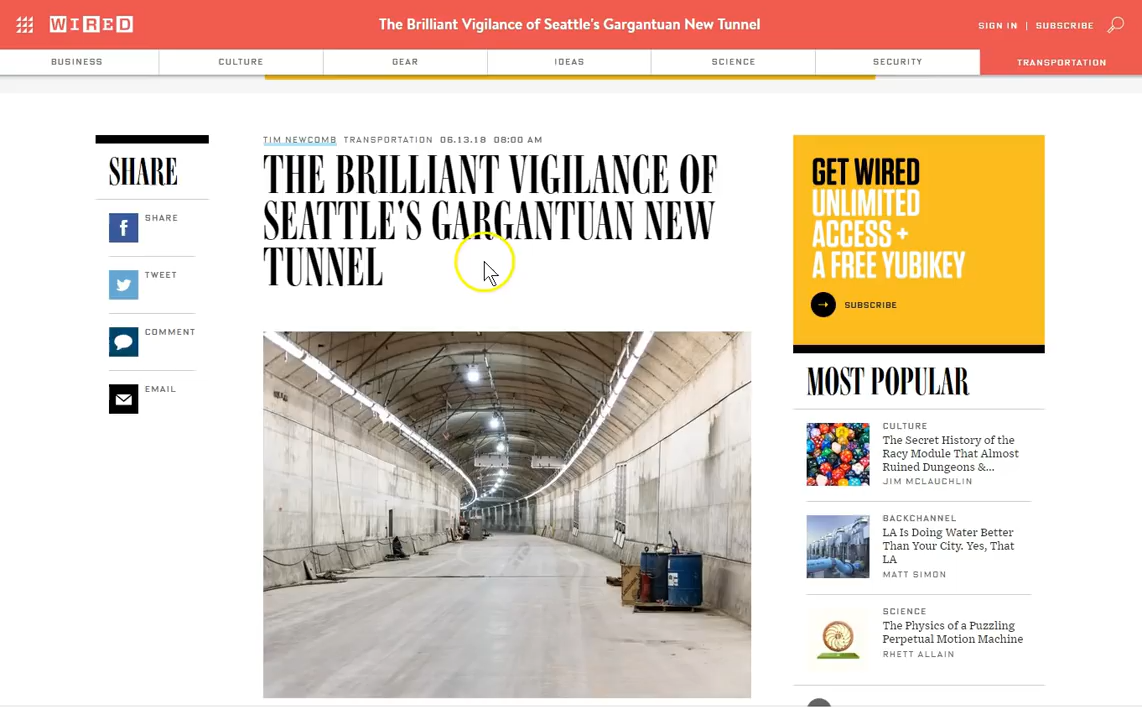 WIRED
The Brilliant Vigilance of Seattle's Gargantuan New Tunnel
SIGN IN | SUBSCRIBE
BUSINESS
CULTURE
GEAR
IDEAS
SCIENCE
SECURITY
TRANSPORTATION
SHARE
SHARE
TWEET
COMMENT
EMAIL
TIM NEWCOMB TRANSPORTATION 06.13.18 08:00 AM
THE BRILLIANT VIGILANCE OF
SEATTLE'S GARGANTUAN NEW
TUNNEL
GET WIRED
UNLIMITED
ACCESS +
A FREE YUBIKEY
SUBSCRIBE
MOST POPULAR
CULTURE
The Secret History of the
Racy Module That Almost
Ruined Dungeons &...
JIM MCLAUGHLIN
BACKCHANNEL
LA Is Doing Water Better
Than Your City. Yes, That
LA
MATT SIMON
SCIENCE
The Physics of a Puzzling
Perpetual Motion Machine
RHETT ALLAIN